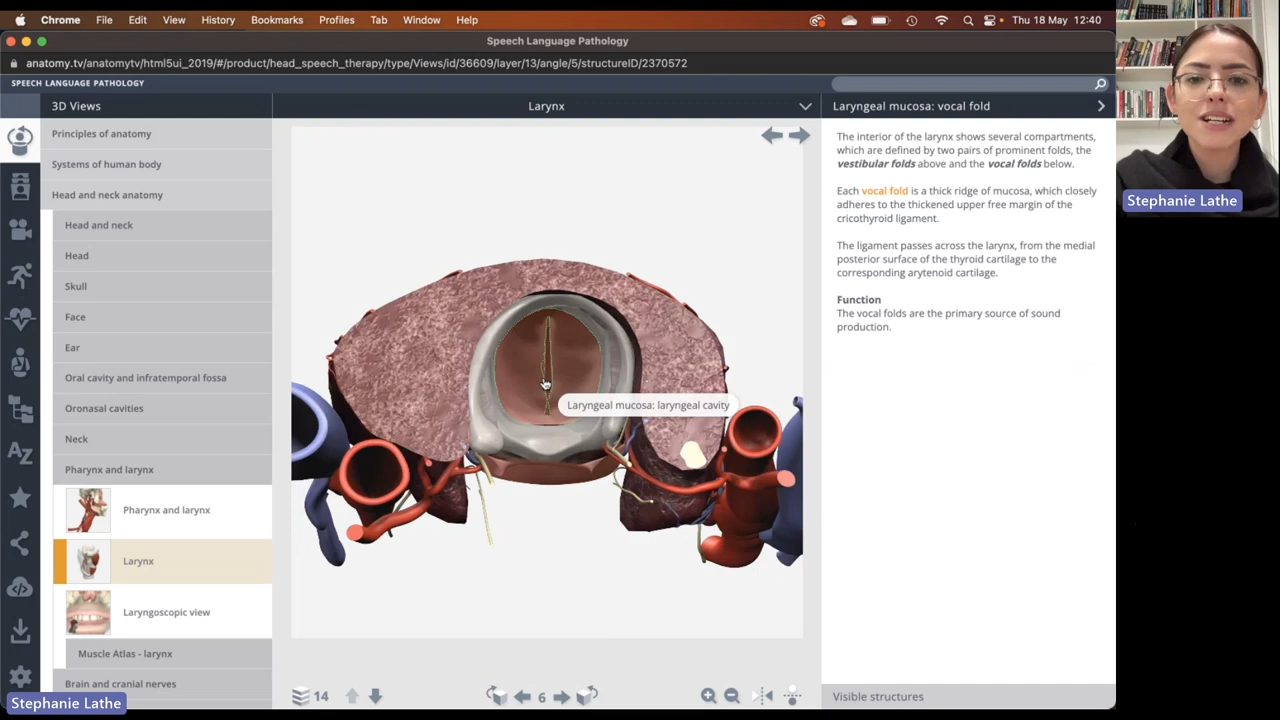 Chrome File Edit View History Bookmarks Profiles Tab Window Help Thu 18 May 12:40
Speech Language Pathology
anatomy.tv/anatomytv/html5ui_2019/#/product/head_speech_therapy/type/Views/id/36609/layer/13/angle/5/structureID/2370572
SPEECH LANGUAGE PATHOLOGY
3D Views
Principles of anatomy
Systems of human body
Head and neck anatomy
Head and neck
Head
Skull
Face
Ear
Oral cavity and infratemporal fossa
Oronasal cavities
Neck
Pharynx and larynx
Pharynx and larynx
Larynx
Laryngoscopic view
Muscle Atlas - larynx
Brain and cranial nerves
AZ
Stephanie Lathe
Larynx
Laryngeal mucosa: laryngeal cavity
14
6
Laryngeal mucosa: vocal fold
The interior of the larynx shows several compartments,
which are defined by two pairs of prominent folds, the
vestibular folds above and the vocal folds below.
Each vocal fold is a thick ridge of mucosa, which closely
adheres to the thickened upper free margin of the
cricothyroid ligament.
The ligament passes across the larynx, from the medial
posterior surface of the thyroid cartilage to the
corresponding arytenoid cartilage.
Function
The vocal folds are the primary source of sound
production.
Visible structures
Stephanie Lathe